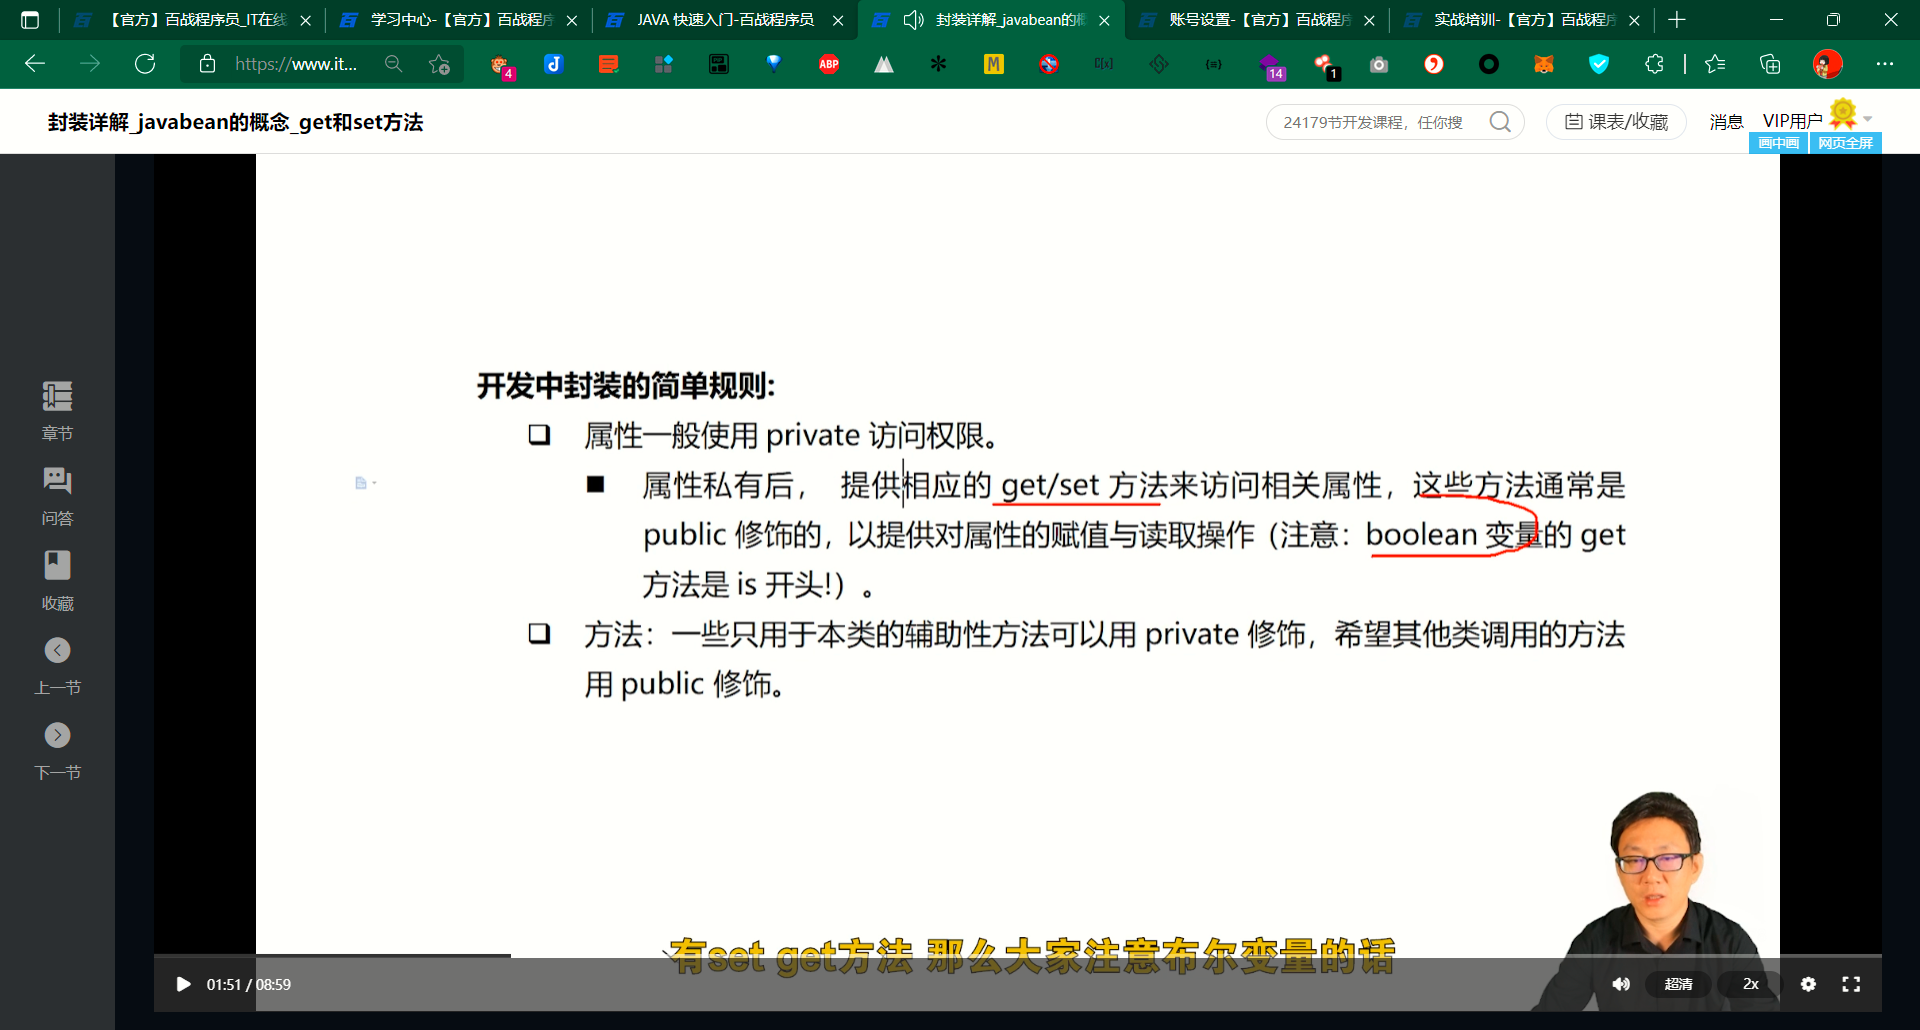 【官方】百战程序员_IT在线
学习中心-【官方】百战程序
JAVA 快速入门-百战程序员
封装详解_javabean的概
账号设置-【官方】百战程序
实战培训-【官方】百战程序
https://www.it...
4
ABP
M
14
1
封装详解_javabean的概念_get和set方法
24179节开发课程，任你搜
课表/收藏
消息
VIP用户
画中画
网页全屏
章节
问答
收藏
上一节
下一节
开发中封装的简单规则:
属性一般使用 private 访问权限。
属性私有后， 提供相应的 get/set 方法来访问相关属性，这些方法通常是
public 修饰的，以提供对属性的赋值与读取操作（注意：boolean 变量的 get
方法是 is 开头!）。
方法：一些只用于本类的辅助性方法可以用 private 修饰，希望其他类调用的方法
用 public 修饰。
有set get方法 那么大家注意布尔变量的话
01:51 / 08:59
超清
2x